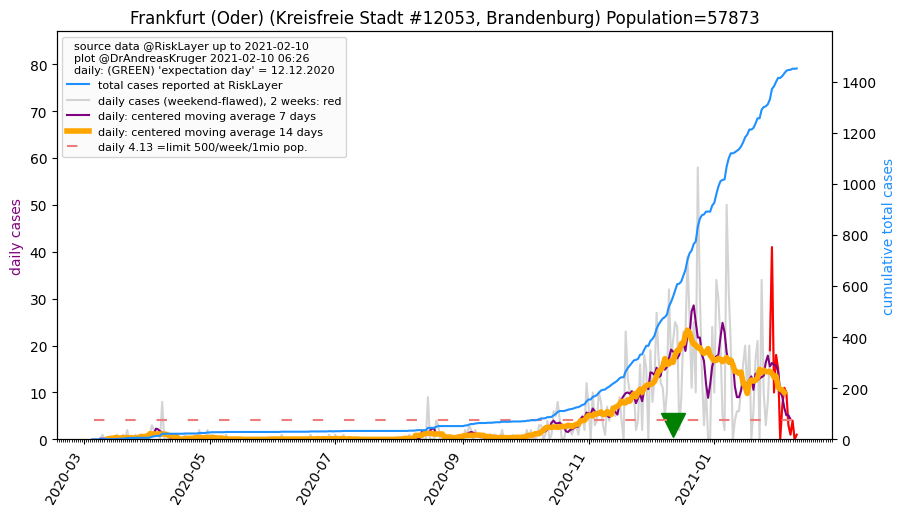 Frankfurt (Oder) (Kreisfreie Stadt #12053, Brandenburg) Population=57873
source data @RiskLayer up to 2021-02-10
plot @DrAndreasKruger 2021-02-10 06:26
daily: (GREEN) 'expectation day' = 12.12.2020
total cases reported at RiskLayer
daily cases (weekend-flawed), 2 weeks: red
daily: centered moving average 7 days
daily: centered moving average 14 days
daily 4.13 =limit 500/week/1mio pop.
daily cases
80
70
60
50
40
30
20
10
0
cumulative total cases
1400
1200
1000
800
600
400
200
0
2020-03
2020-05
2020-07
2020-09
2020-11
2021-01